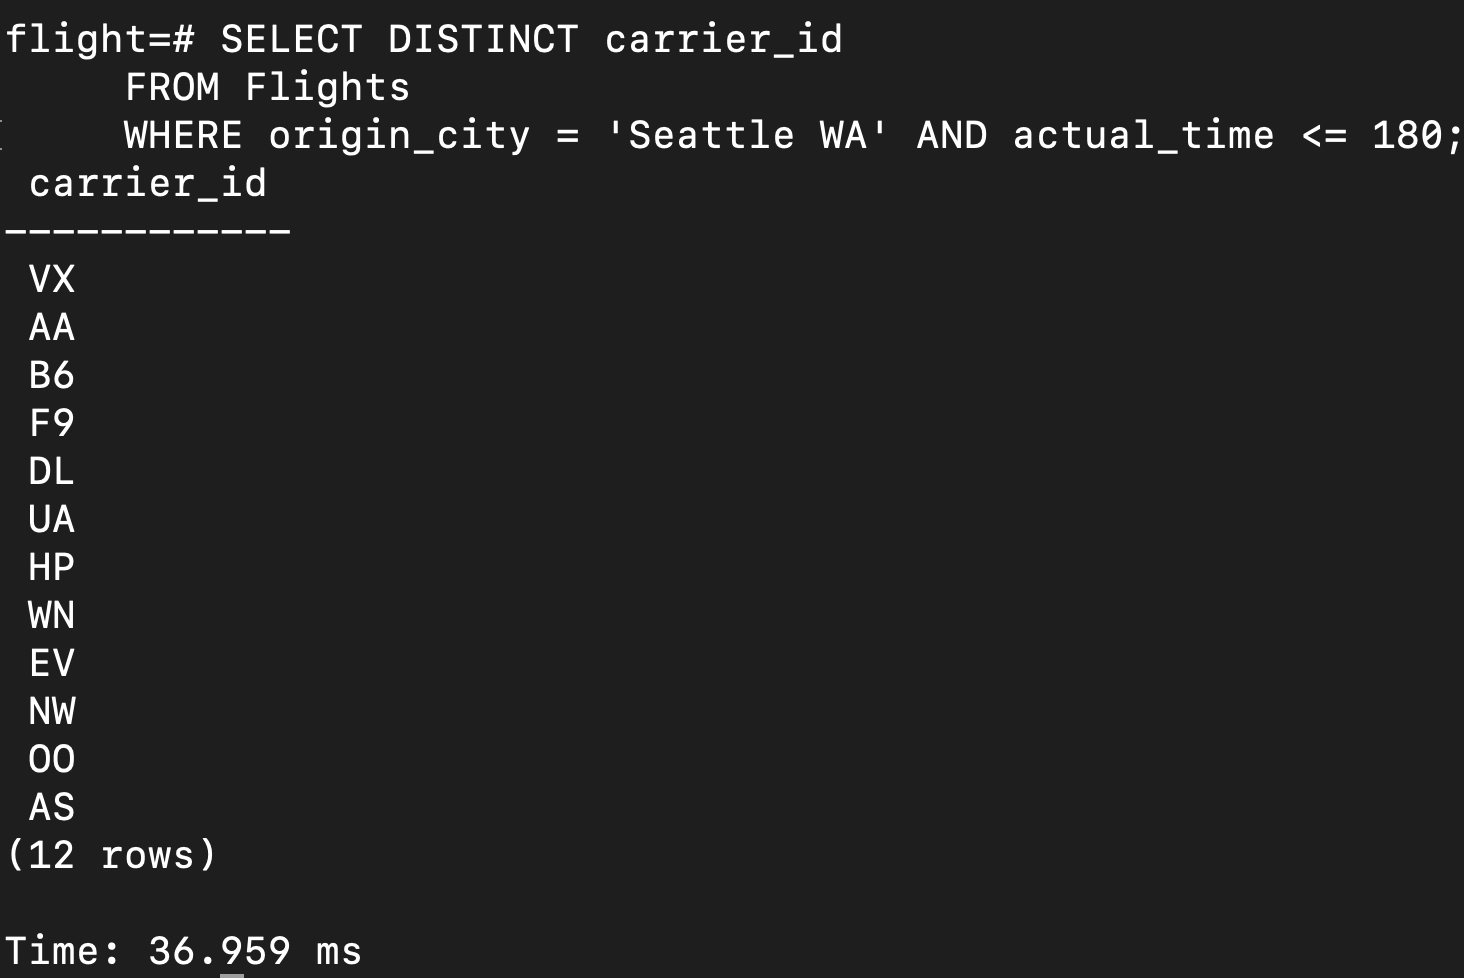 flight=# SELECT DISTINCT carrier_id
FROM Flights
WHERE origin_city = 'Seattle WA' AND actual_time <= 180;
carrier_id
------------
VX
AA
B6
F9
DL
UA
HP
WN
EV
NW
OO
AS
(12 rows)
Time: 36.959 ms